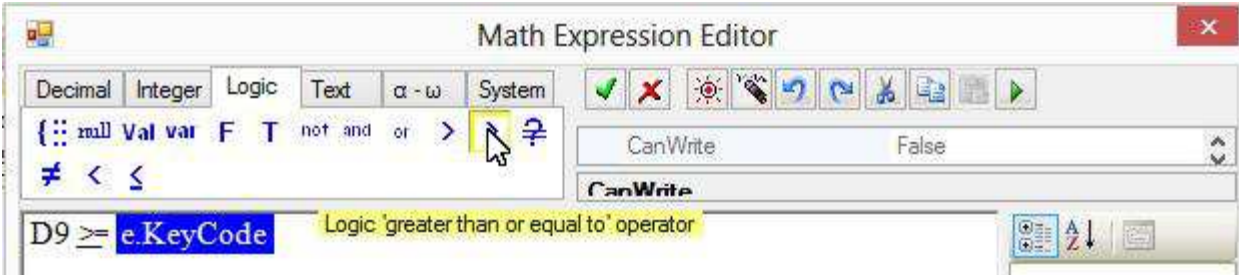 Math Expression Editor
Decimal Integer Logic Text α - ω System
{ null Val var F T not and or > ?
≠ < ≤
CanWrite False
CanWrite
D9 >= e.KeyCode
Logic 'greater than or equal to' operator